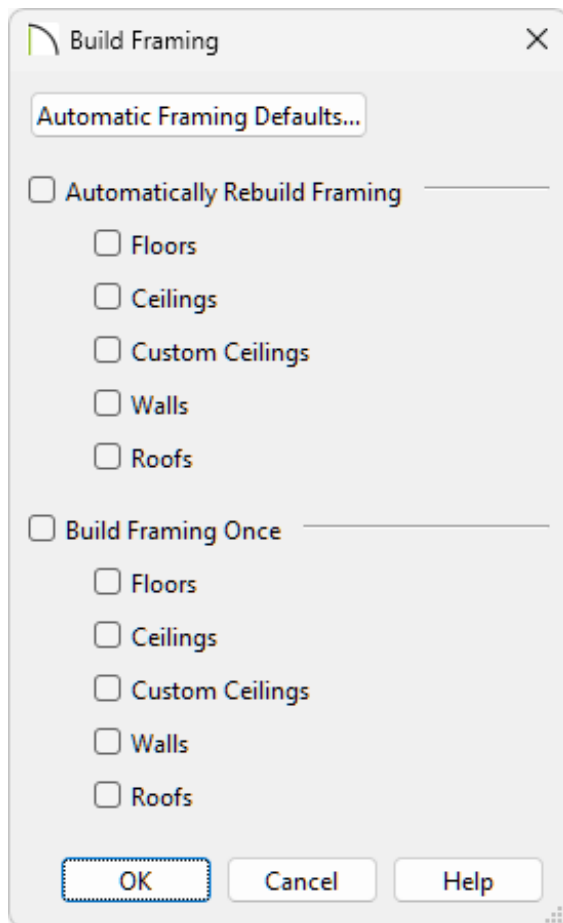 Build Framing
Automatic Framing Defaults...
Automatically Rebuild Framing
Floors
Ceilings
Custom Ceilings
Walls
Roofs
Build Framing Once
Floors
Ceilings
Custom Ceilings
Walls
Roofs
OK Cancel Help